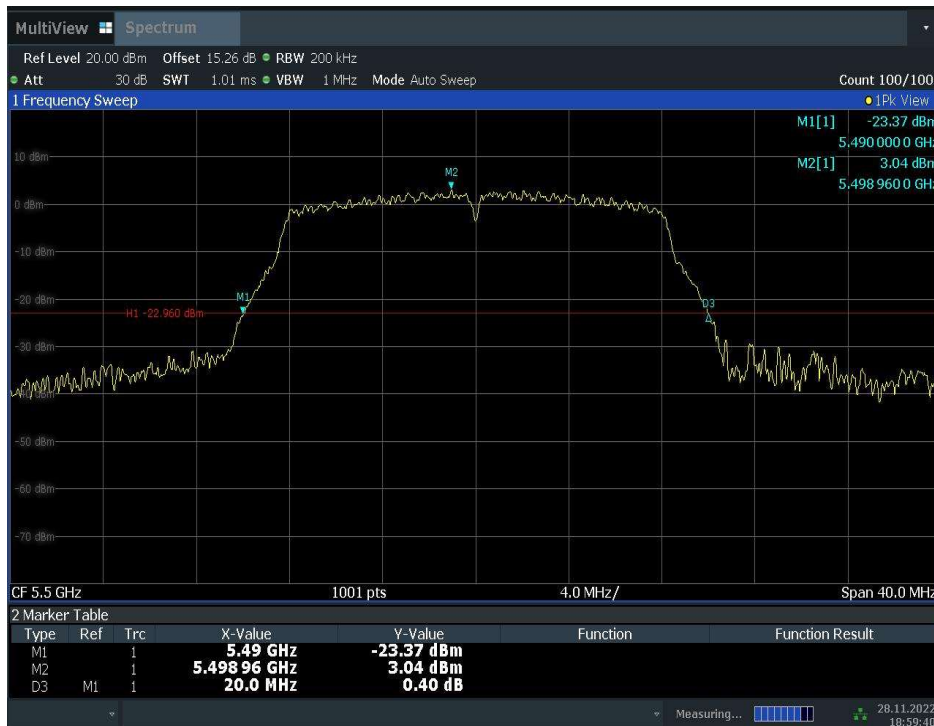 MultiView Spectrum
Ref Level 20.00 dBm Offset 15.26 dB RBW 200 kHz
Att 30 dB SWT 1.01 ms VBW 1 MHz Mode Auto Sweep Count 100/100
1 Frequency Sweep 1Pk View
M1[1] -23.37 dBm
5.490 000 0 GHz
M2[1] 3.04 dBm
5.498 960 0 GHz
10 dBm
M2
0 dBm
-10 dBm
-20 dBm
M1
D3
H1 -22.960 dBm
-30 dBm
-40 dBm
-50 dBm
-60 dBm
-70 dBm
CF 5.5 GHz 1001 pts 4.0 MHz/ Span 40.0 MHz
2 Marker Table
Type Ref Trc X-Value Y-Value Function Function Result
M1 1 5.49 GHz -23.37 dBm
M2 1 5.498 96 GHz 3.04 dBm
D3 M1 1 20.0 MHz 0.40 dB
Measuring... 28.11.2022
18:59:40